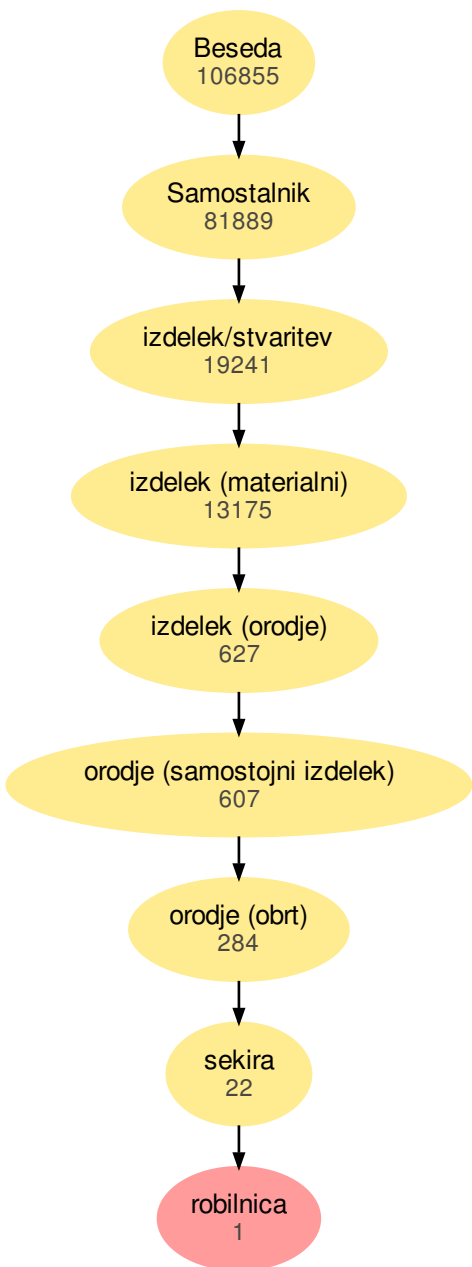 Beseda
106855
Samostalnik
81889
izdelek/stvaritev
19241
izdelek (materialni)
13175
izdelek (orodje)
627
orodje (samostojni izdelek)
607
orodje (obrt)
284
sekira
22
robilnica
1